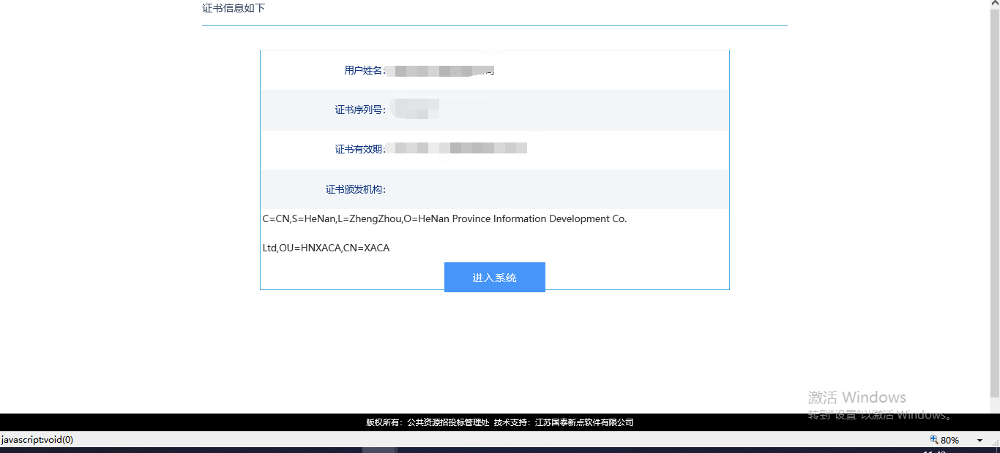 证书信息如下
用户姓名:
证书序列号:
证书有效期:
证书颁发机构:
C=CN,S=HeNan,L=ZhengZhou,O=HeNan Province Information Development Co.
Ltd,OU=HNXACA,CN=XACA
进入系统
激活 Windows
转到"设置"以激活 Windows。
版权所有：公共资源招投标管理处 技术支持：江苏国泰新点软件有限公司
javascript:void(0)
80%